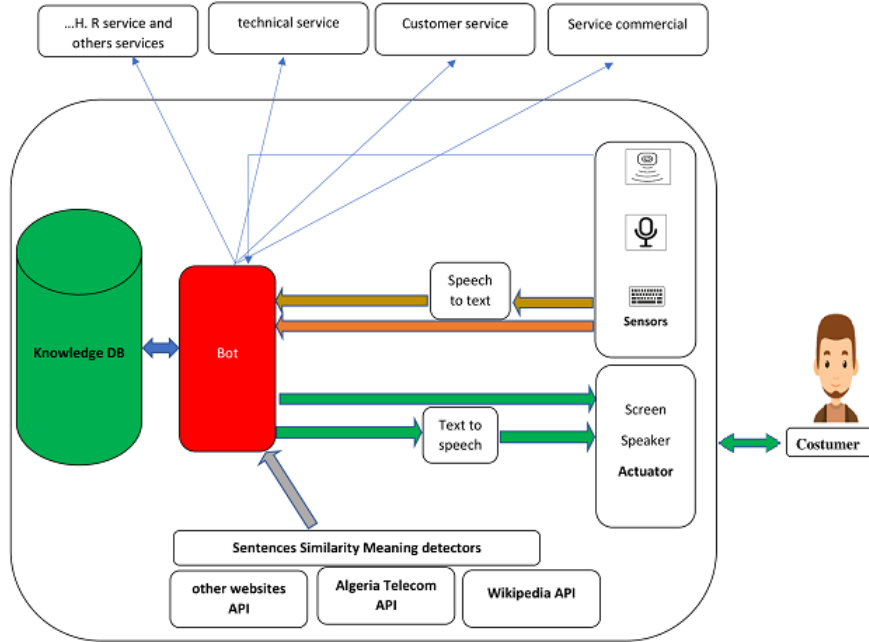 ...H. R service and
others services
technical service
Customer service
Service commercial
Speech
to text
Sensors
Knowledge DB
Bot
Screen
Text to
speech
Speaker
Actuator
Costumer
Sentences Similarity Meaning detectors
other websites
API
Algeria Telecom
API
Wikipedia API